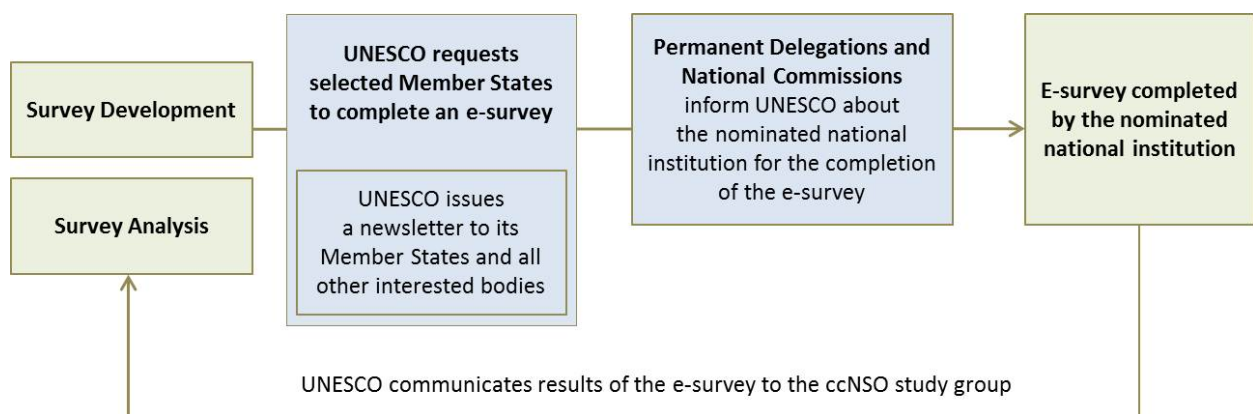 Survey Development
UNESCO requests
selected Member States
to complete an e-survey
UNESCO issues
a newsletter to its
Member States and all
other interested bodies
Permanent Delegations and
National Commissions
inform UNESCO about
the nominated national
institution for the completion
of the e-survey
E-survey completed
by the nominated
national institution
Survey Analysis
UNESCO communicates results of the e-survey to the ccNSO study group